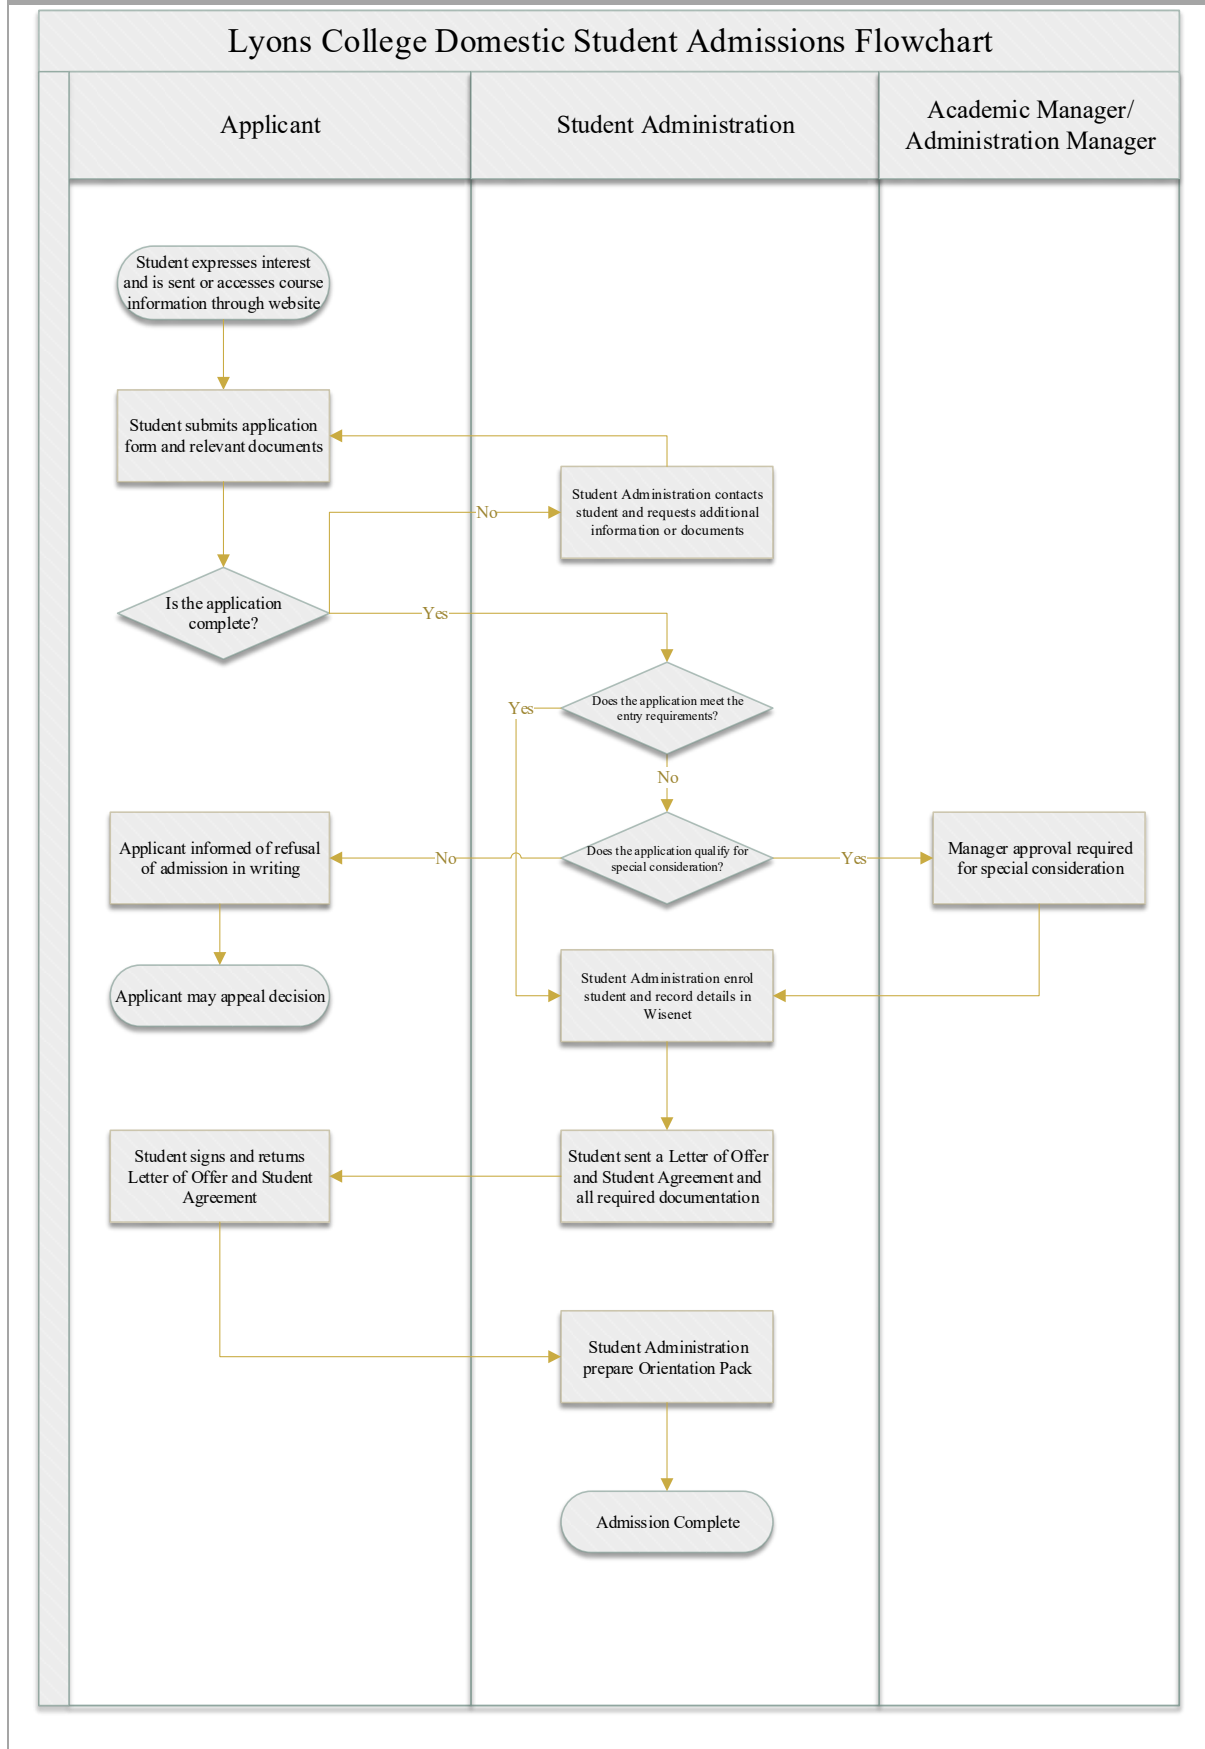 Lyons College Domestic Student Admissions Flowchart
Applicant
Student Administration
Academic Manager/
Administration Manager
Student expresses interest
and is sent or accesses course
information through website
Student submits application
form and relevant documents
Student Administration contacts
student and requests additional
information or documents
No
Is the application
complete?
Yes
Does the application meet the
entry requirements?
Yes
No
Applicant informed of refusal
of admission in writing
No
Does the application qualify for
special consideration?
Yes
Manager approval required
for special consideration
Applicant may appeal decision
Student Administration enrol
student and record details in
Wisenet
Student signs and returns
Letter of Offer and Student
Agreement
Student sent a Letter of Offer
and Student Agreement and
all required documentation
Student Administration
prepare Orientation Pack
Admission Complete